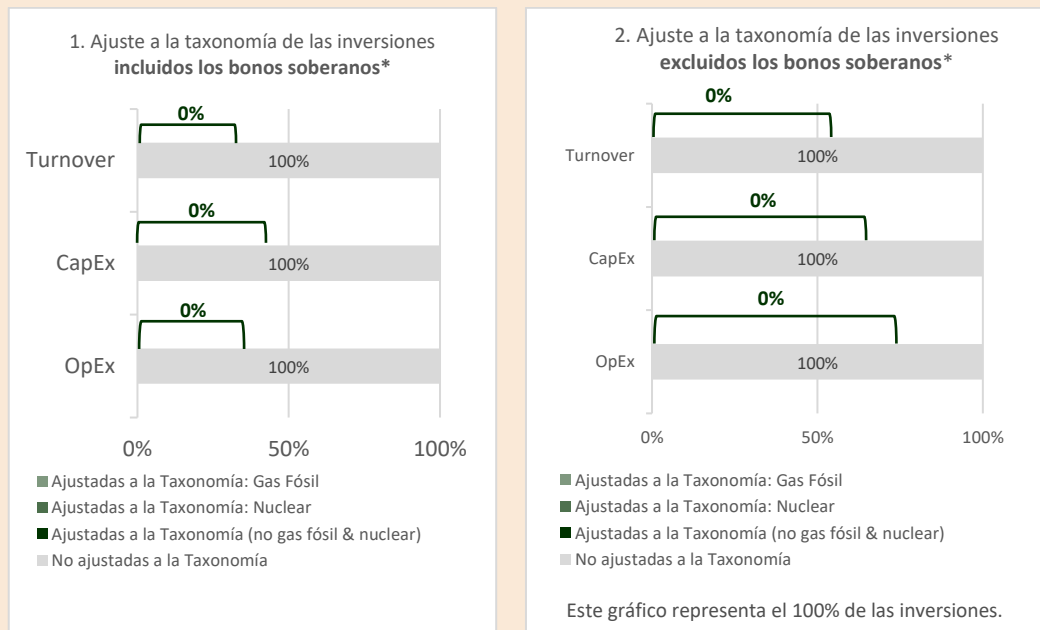 1. Ajuste a la taxonomía de las inversiones
incluidos los bonos soberanos*
0%
Turnover
100%
0%
CapEx
100%
0%
OpEx
100%
0%
50%
100%
Ajustadas a la Taxonomía: Gas Fósil
Ajustadas a la Taxonomía: Nuclear
Ajustadas a la Taxonomía (no gas fósil & nuclear)
No ajustadas a la Taxonomía
2. Ajuste a la taxonomía de las inversiones
excluidos los bonos soberanos*
0%
Turnover
100%
0%
CapEx
100%
0%
OpEx
100%
0%
50%
100%
Ajustadas a la Taxonomía: Gas Fósil
Ajustadas a la Taxonomía: Nuclear
Ajustadas a la Taxonomía (no gas fósil & nuclear)
No ajustadas a la Taxonomía
Este gráfico representa el 100% de las inversiones.